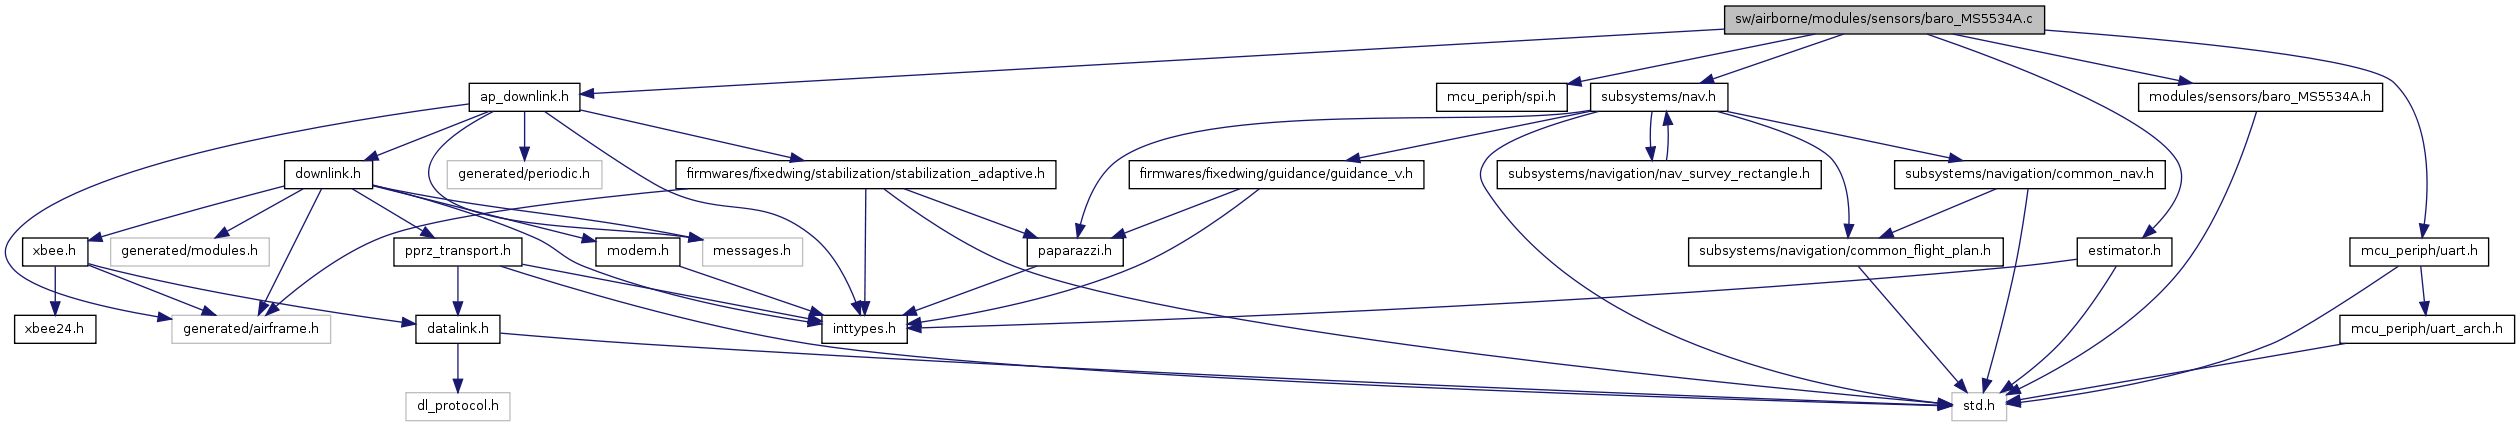 sw/airborne/modules/sensors/baro_MS5534A.c
ap_downlink.h
mcu_periph/spi.h
subsystems/nav.h
modules/sensors/baro_MS5534A.h
downlink.h
generated/periodic.h
firmwares/fixedwing/stabilization/stabilization_adaptive.h
firmwares/fixedwing/guidance/guidance_v.h
subsystems/navigation/nav_survey_rectangle.h
subsystems/navigation/common_nav.h
xbee.h
generated/modules.h
pprz_transport.h
modem.h
messages.h
paparazzi.h
subsystems/navigation/common_flight_plan.h
estimator.h
mcu_periph/uart.h
xbee24.h
generated/airframe.h
datalink.h
inttypes.h
mcu_periph/uart_arch.h
dl_protocol.h
std.h